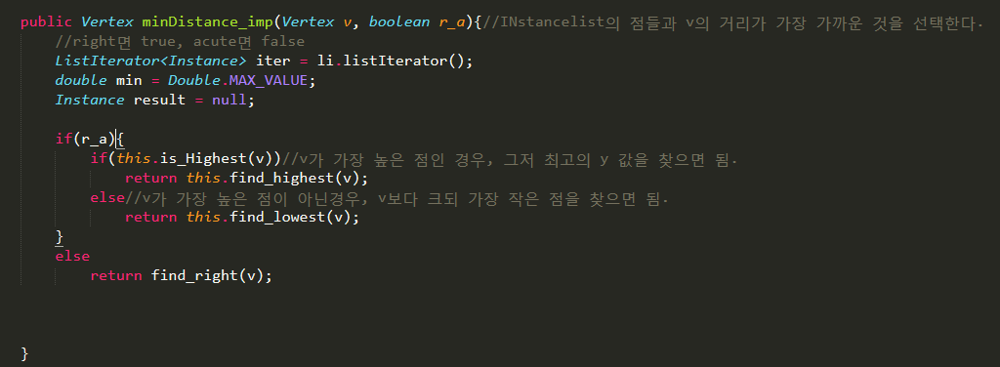 public Vertex minDistance_imp(Vertex v, boolean r_a){//INstancelist의 점들과 v의 거리가 가장 가까운 것을 선택한다.
//right면 true, acute면 false
ListIterator<Instance> iter = li.listIterator();
double min = Double.MAX_VALUE;
Instance result = null;
if(r_a){
if(this.is_Highest(v))//v가 가장 높은 점인 경우, 그저 최고의 y 값을 찾으면 됨.
return this.find_highest(v);
else//v가 가장 높은 점이 아닌경우, v보다 크되 가장 작은 점을 찾으면 됨.
return this.find_lowest(v);
}
else
return find_right(v);
}